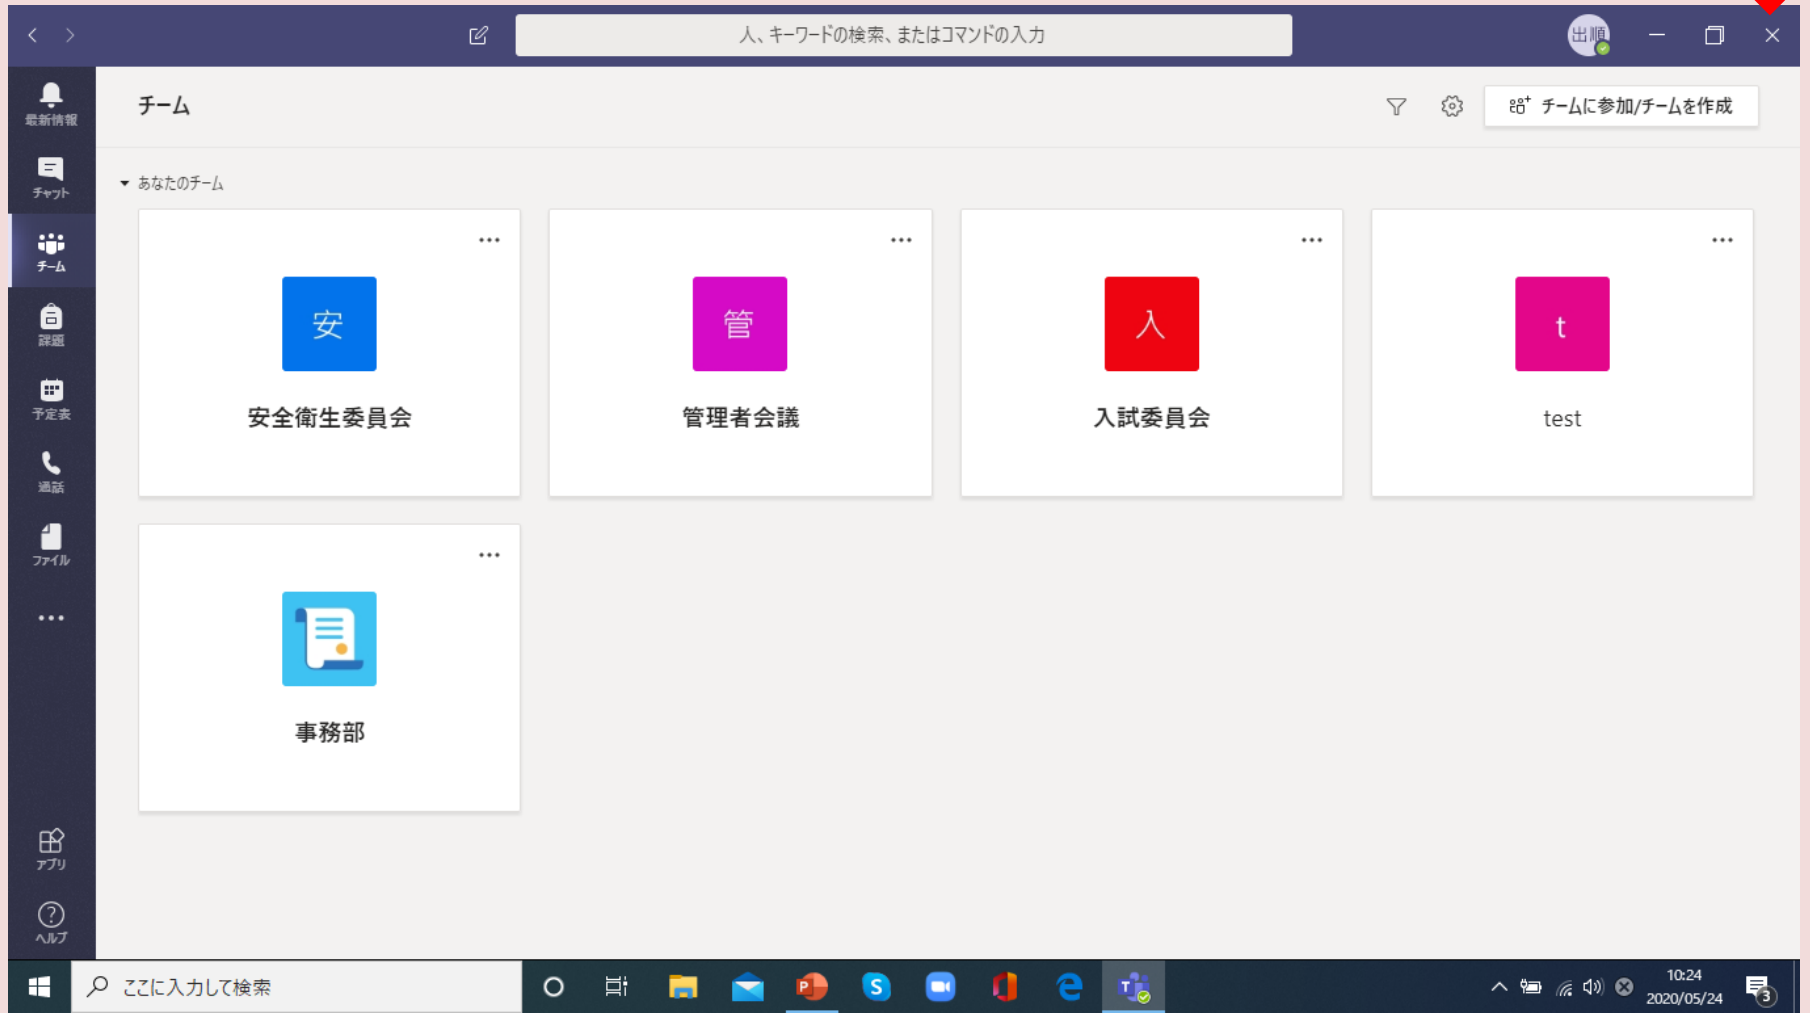 人、キーワードの検索、またはコマンドの入力
出順
最新情報
チャット
チーム
課題
予定表
通話
ファイル
アプリ
ヘルプ
チーム
チームに参加/チームを作成
あなたのチーム
安
安全衛生委員会
管
管理者会議
入
入試委員会
t
test
事務部
ここに入力して検索
P
S
e
T
10:24
2020/05/24
3